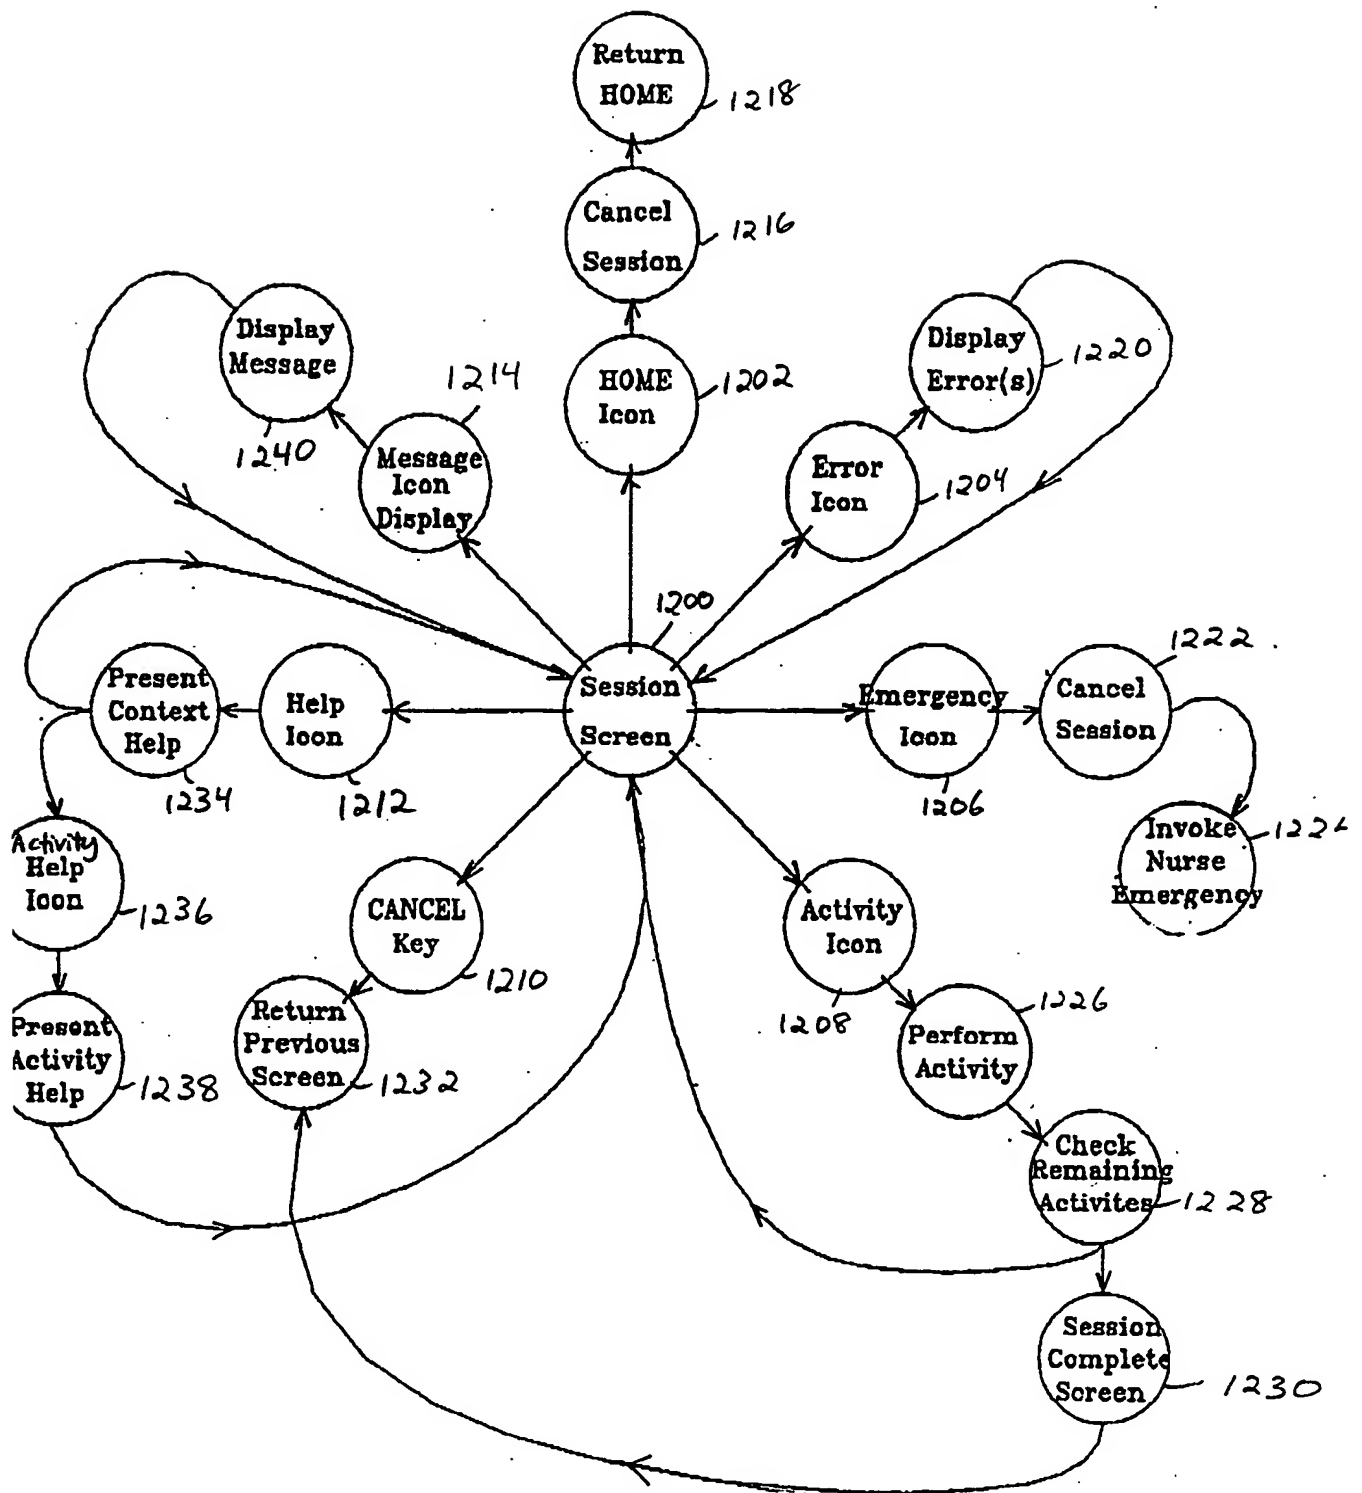 Return
HOME
1218
Cancel
Session
1216
HOME
Icon
1202
Display
Message
1240
1214
Message
Icon
Display
Display
Error(s)
1220
Error
Icon
1204
1200
Session
Screen
Present
Context
Help
1234
Help
Icon
1212
Emergency
Icon
1206
1222
Cancel
Session
Invoke
Nurse
Emergency
Activity
Help
Icon
1236
CANCEL
Key
1210
Activity
Icon
1208
Return
Previous
Screen
1232
Present
Activity
Help
1238
1226
Perform
Activity
Check
Remaining
Activites
1228
Session
Complete
Screen
1230